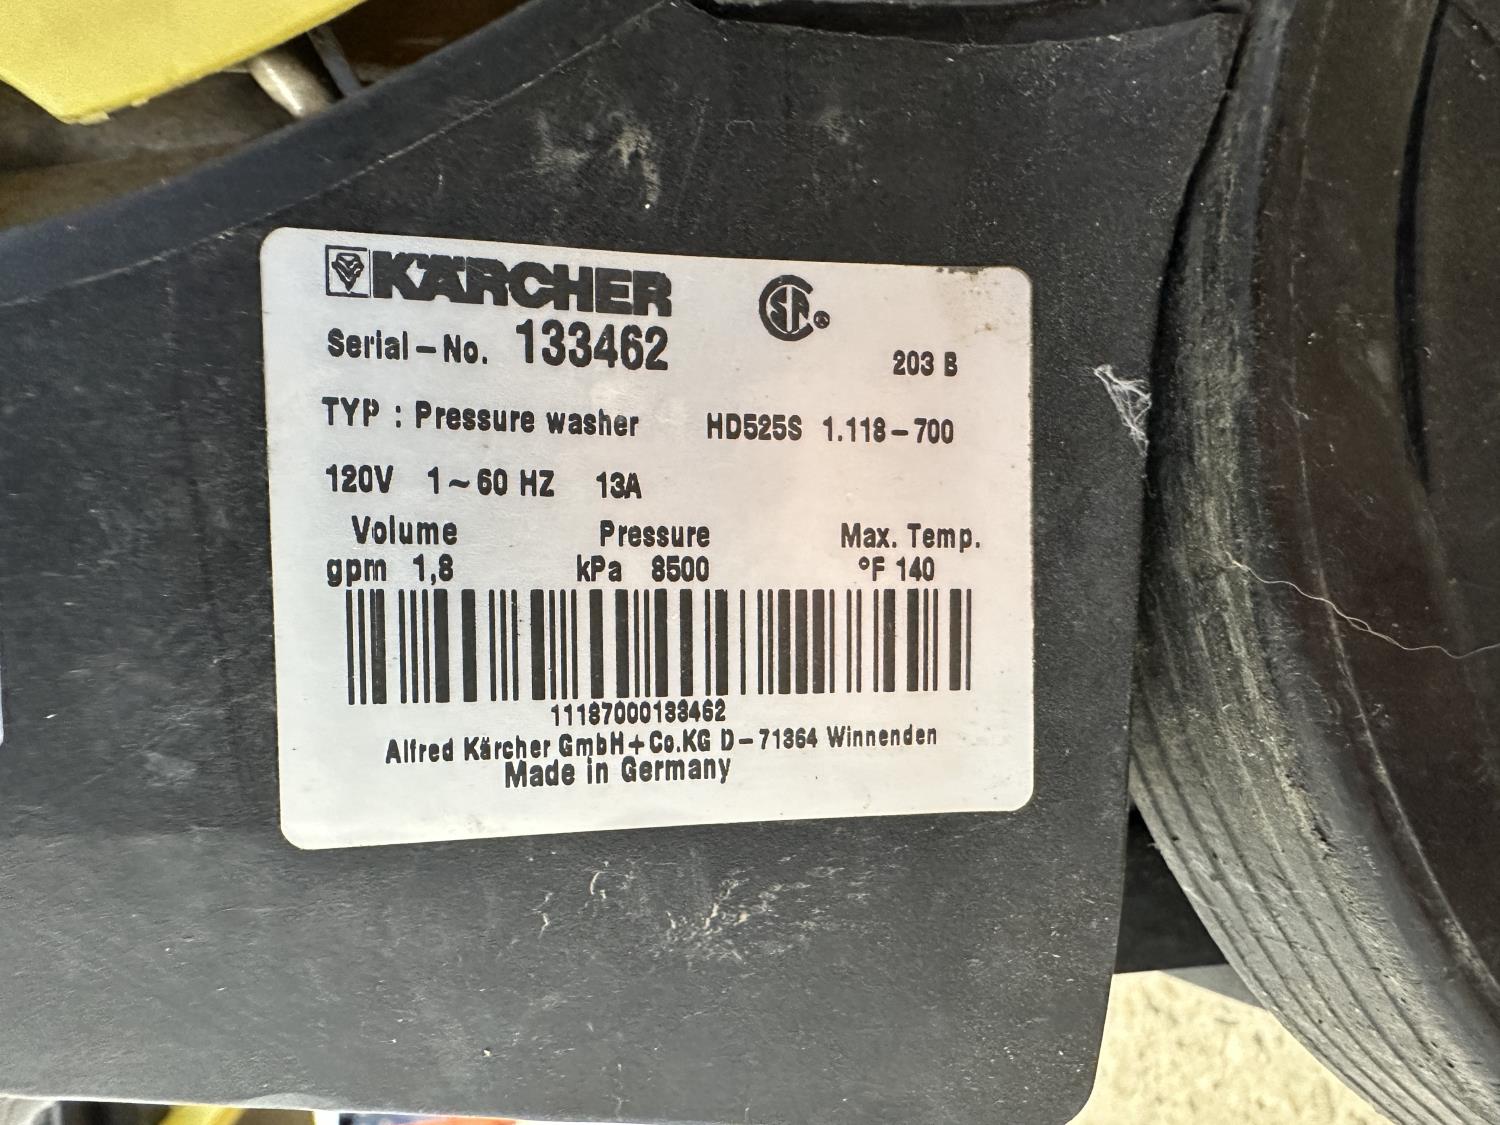 KÄRCHER
Serial-No. 133462
203 B
TYP : Pressure washer HD525S 1.118-700
120V 1~60 HZ 13A
Volume Pressure Max. Temp.
gpm 1,8 kPa 8500 °F 140
11187000133462
Alfred Kärcher GmbH+Co.KG D-71364 Winnenden
Made in Germany